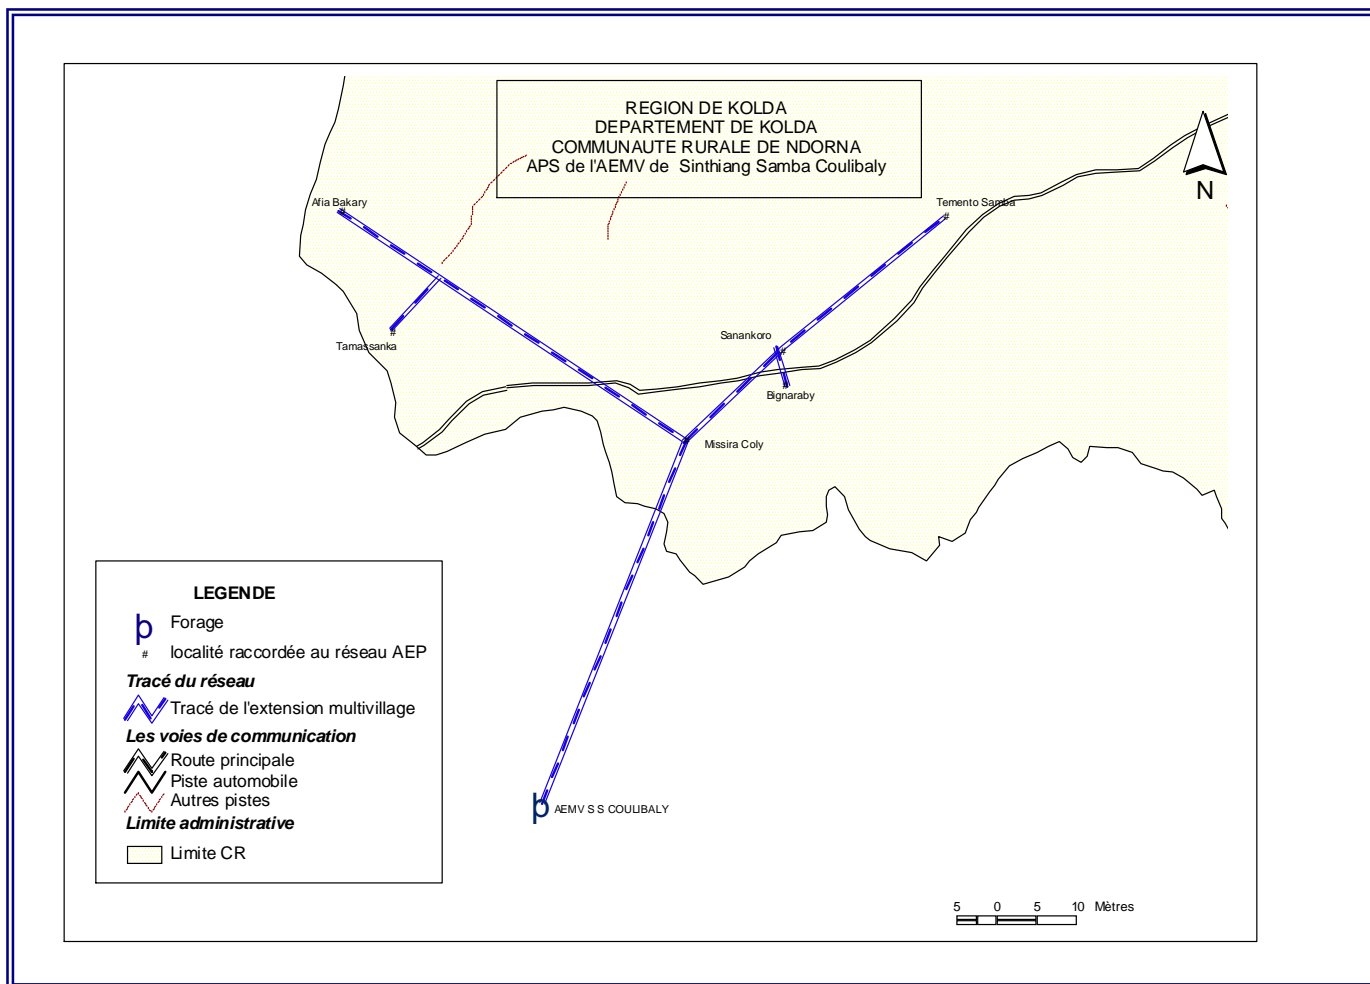 REGION DE KOLDA
DEPARTEMENT DE KOLDA
COMMUNAUTE RURALE DE NDORNA
APS de l'AEMV de Sinthiang Samba Coulibaly
N
Afia Bakary
Temento Samba
Tamassanka
Sanankoro
Bignaraby
Missira Coly
LEGENDE
þ Forage
# localité raccordée au réseau AEP
Tracé du réseau
Tracé de l'extension multivillage
Les voies de communication
Route principale
Piste automobile
Autres pistes
Limite administrative
Limite CR
þ AEMV S S COULIBALY
5 0 5 10 Mètres